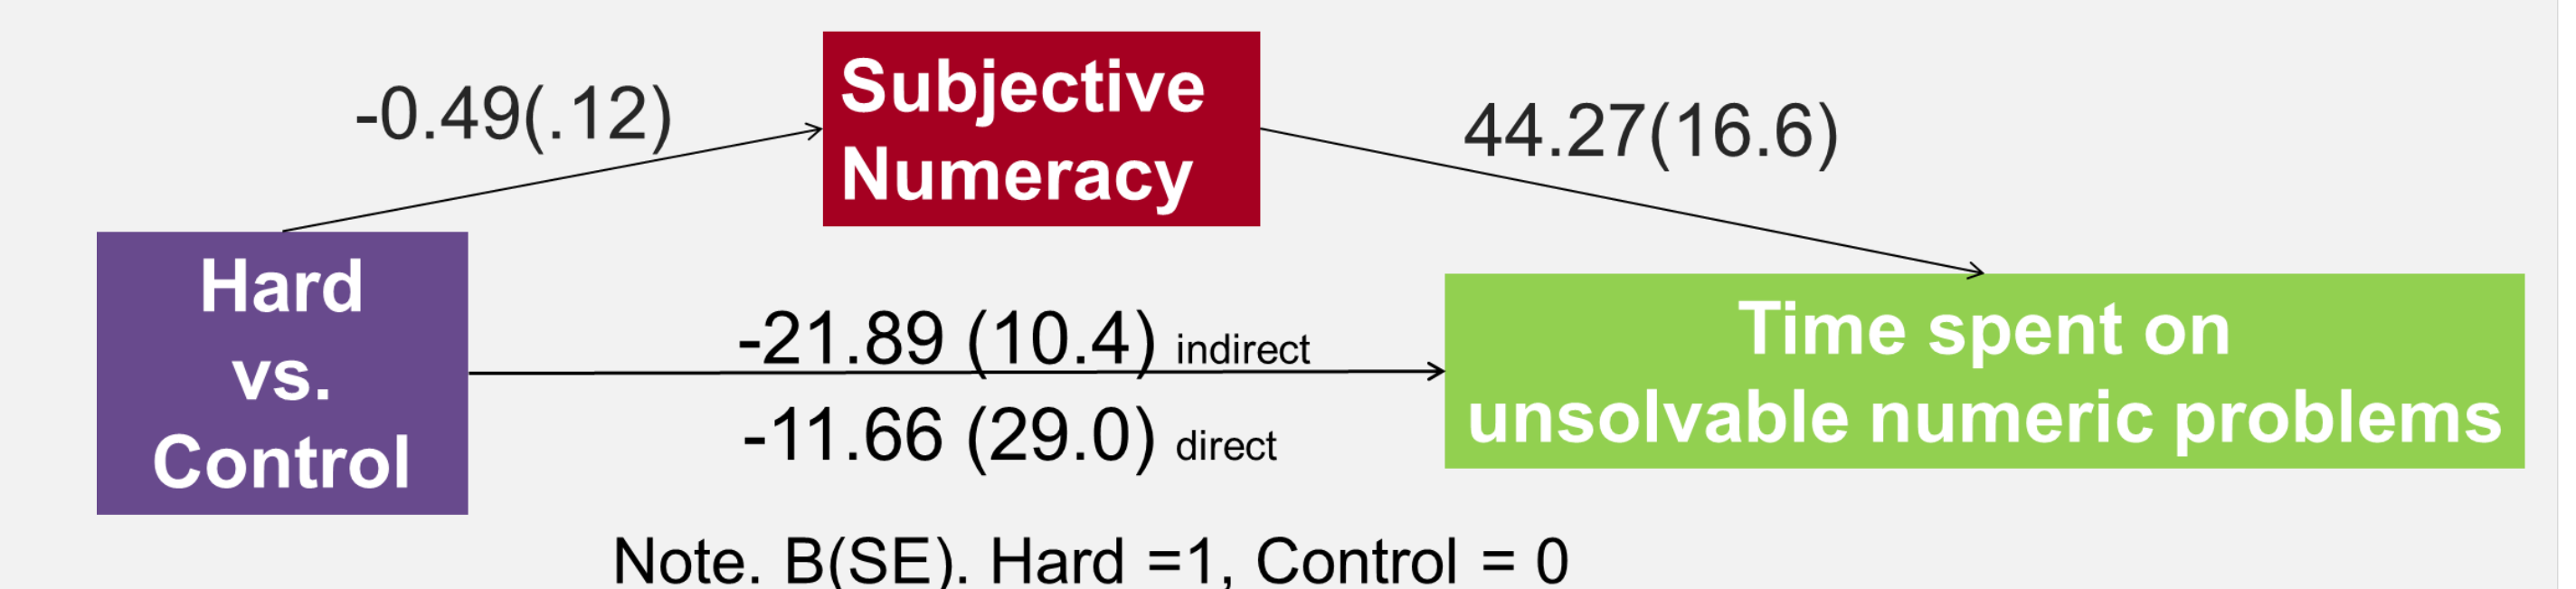 -0.49(.12)
Subjective
Numeracy
44.27(16.6)
Hard
vs.
Control
-21.89 (10.4) indirect
-11.66 (29.0) direct
Time spent on
unsolvable numeric problems
Note. B(SE). Hard =1, Control = 0